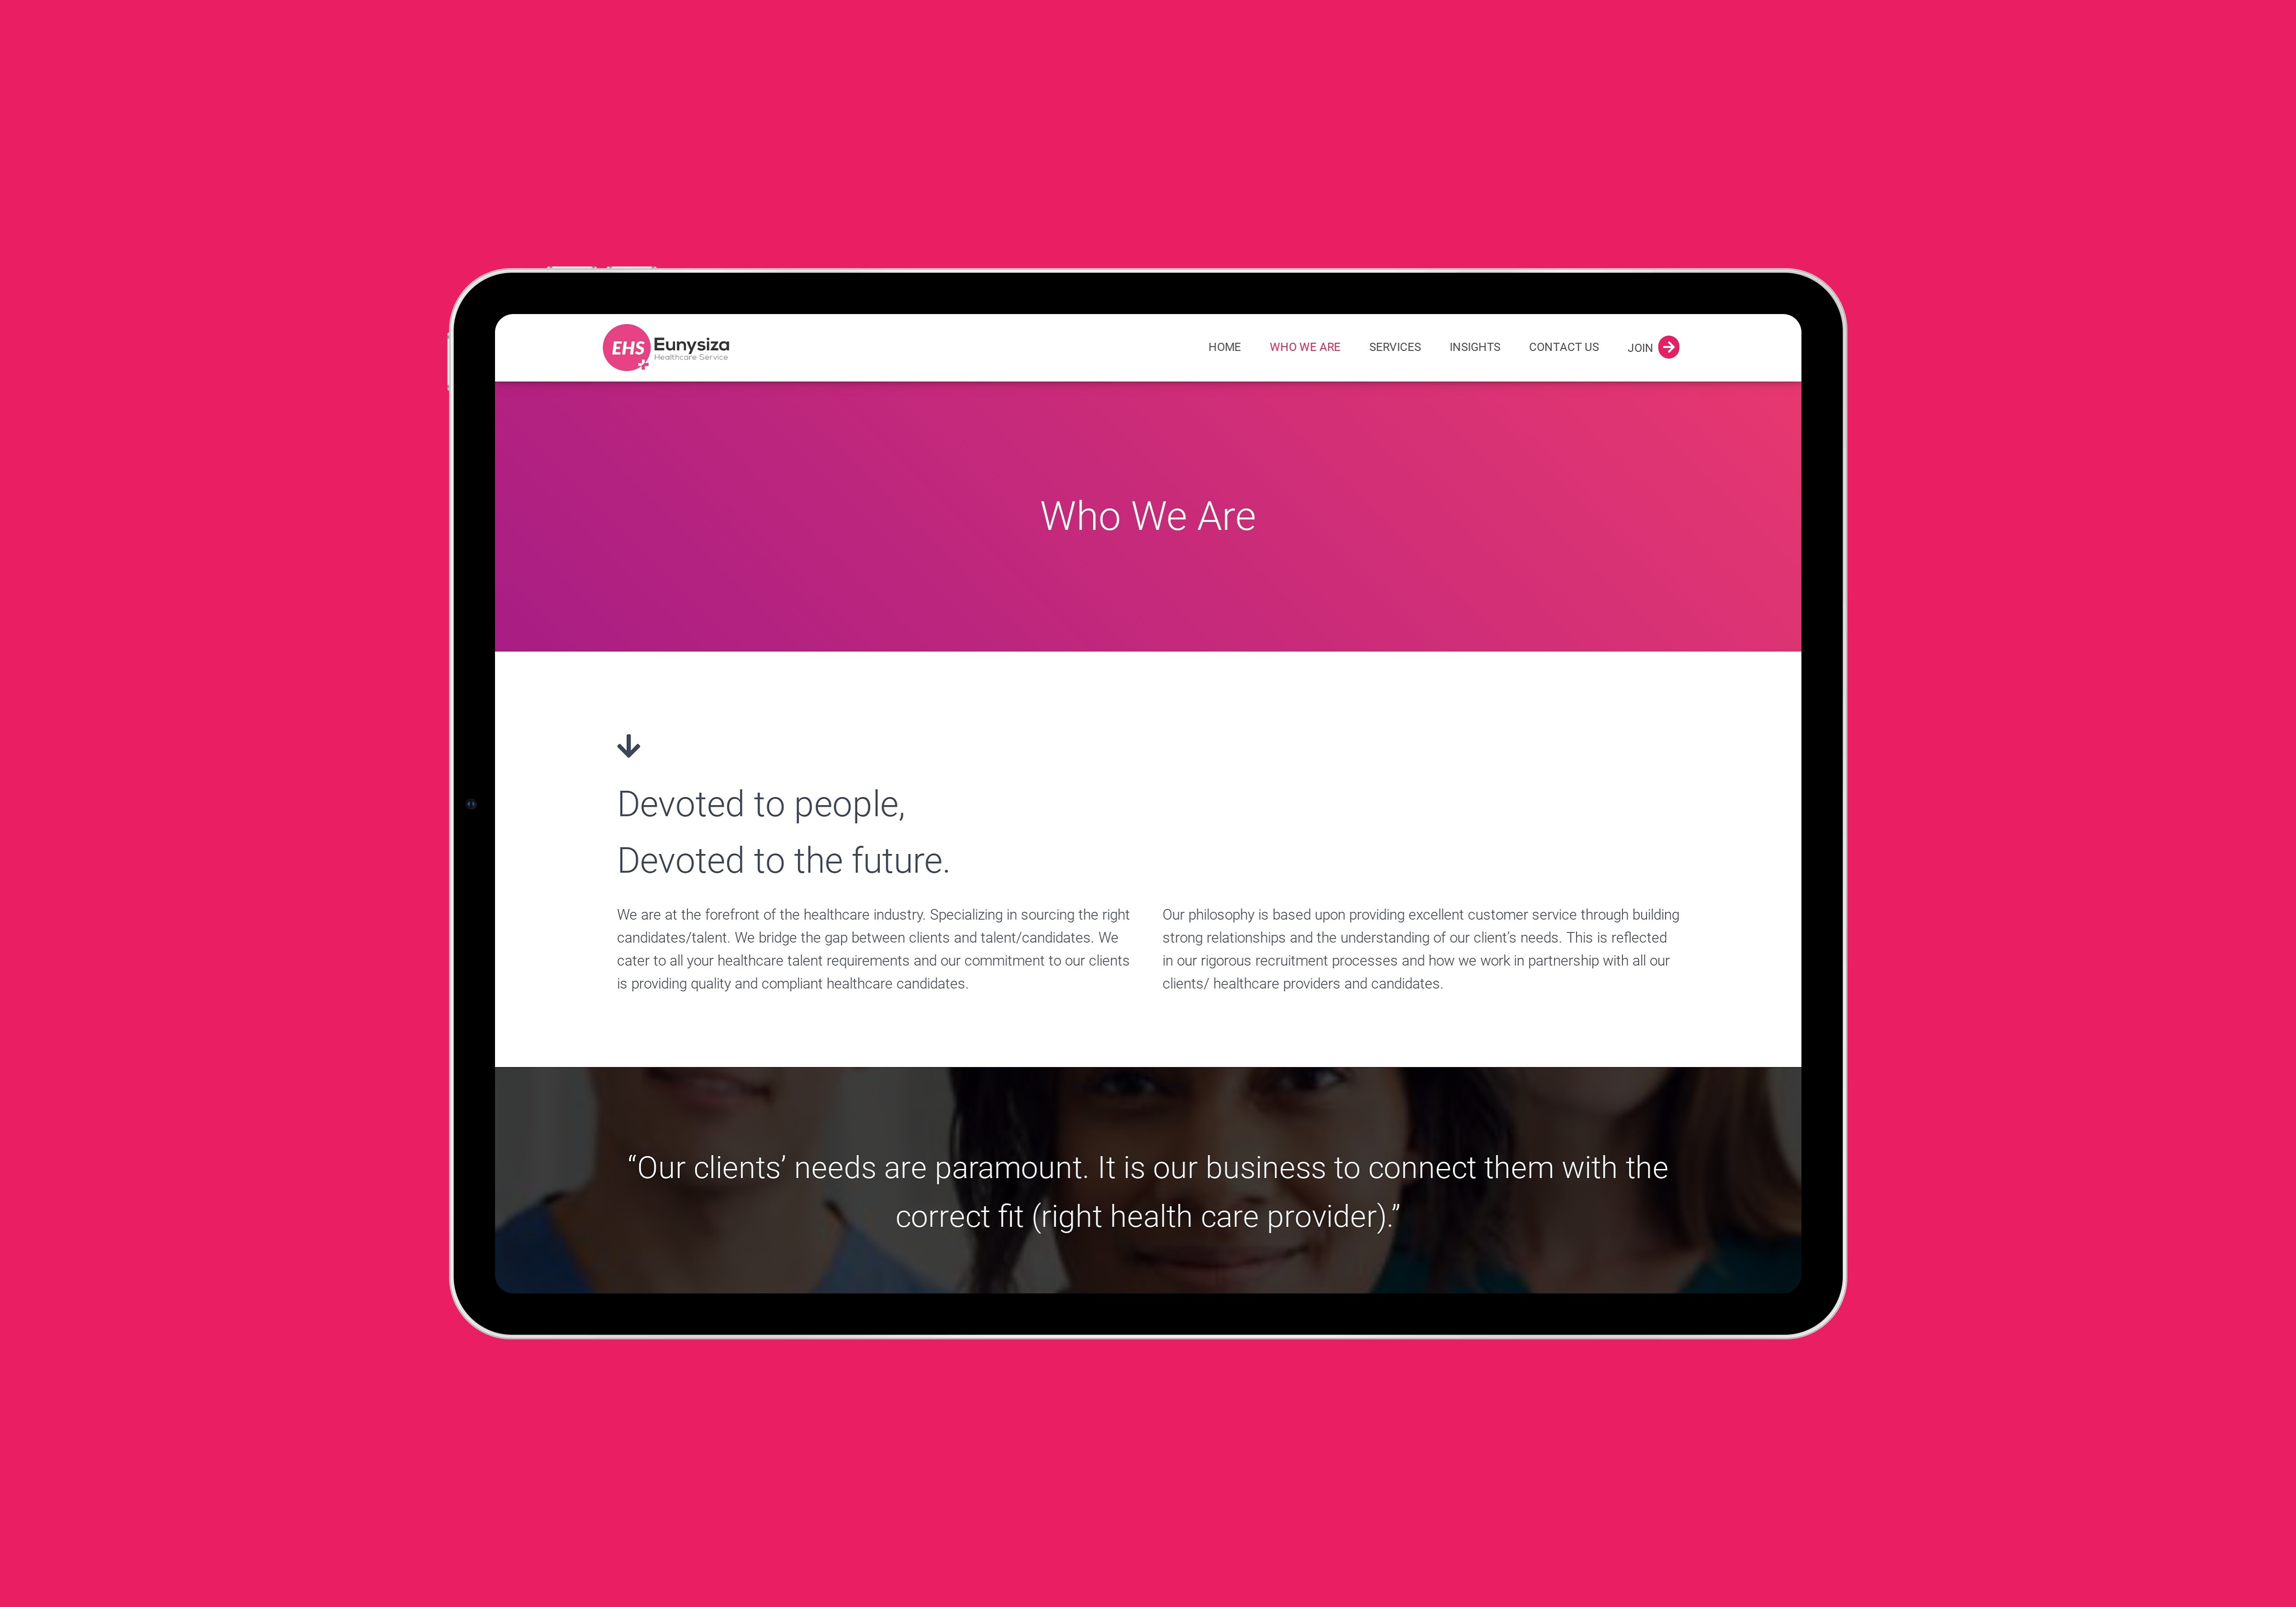 EHS Eunysiza
Healthcare Service
HOME WHO WE ARE SERVICES INSIGHTS CONTACT US JOIN
Who We Are
Devoted to people,
Devoted to the future.
We are at the forefront of the healthcare industry. Specializing in sourcing the right
candidates/talent. We bridge the gap between clients and talent/candidates. We
cater to all your healthcare talent requirements and our commitment to our clients
is providing quality and compliant healthcare candidates.
Our philosophy is based upon providing excellent customer service through building
strong relationships and the understanding of our client's needs. This is reflected
in our rigorous recruitment processes and how we work in partnership with all our
clients/ healthcare providers and candidates.
“Our clients’ needs are paramount. It is our business to connect them with the
correct fit (right health care provider).”